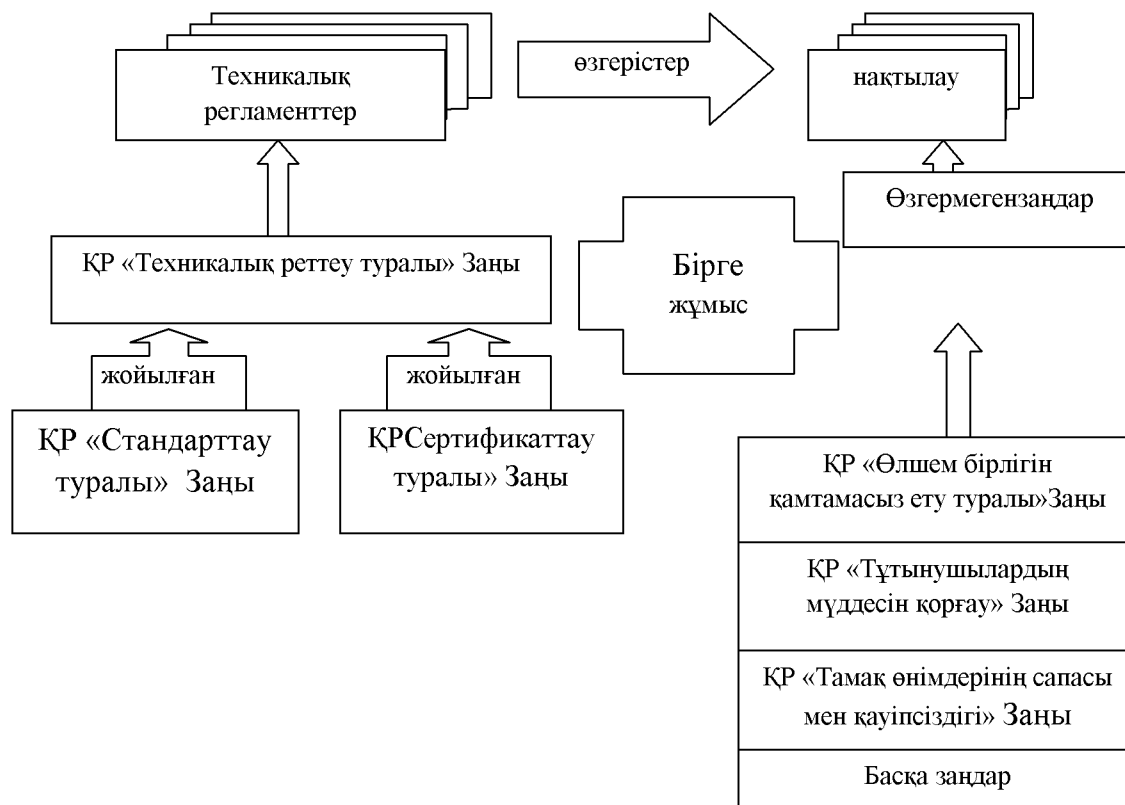 Техникалық
регламенттер
өзгерістер
нақтылау
Өзгермегензаңдар
ҚР «Техникалық реттеу туралы» Заңы
Бірге
жұмыс
жойылған
жойылған
ҚР «Стандарттау
туралы» Заңы
ҚРСертификаттау
туралы» Заңы
ҚР «Өлшем бірлігін
қамтамасыз ету туралы»Заңы
ҚР «Тұтынушылардың
мүддесін қорғау» Заңы
ҚР «Тамақ өнімдерінің сапасы
мен қауіпсіздігі» Заңы
Басқа заңдар